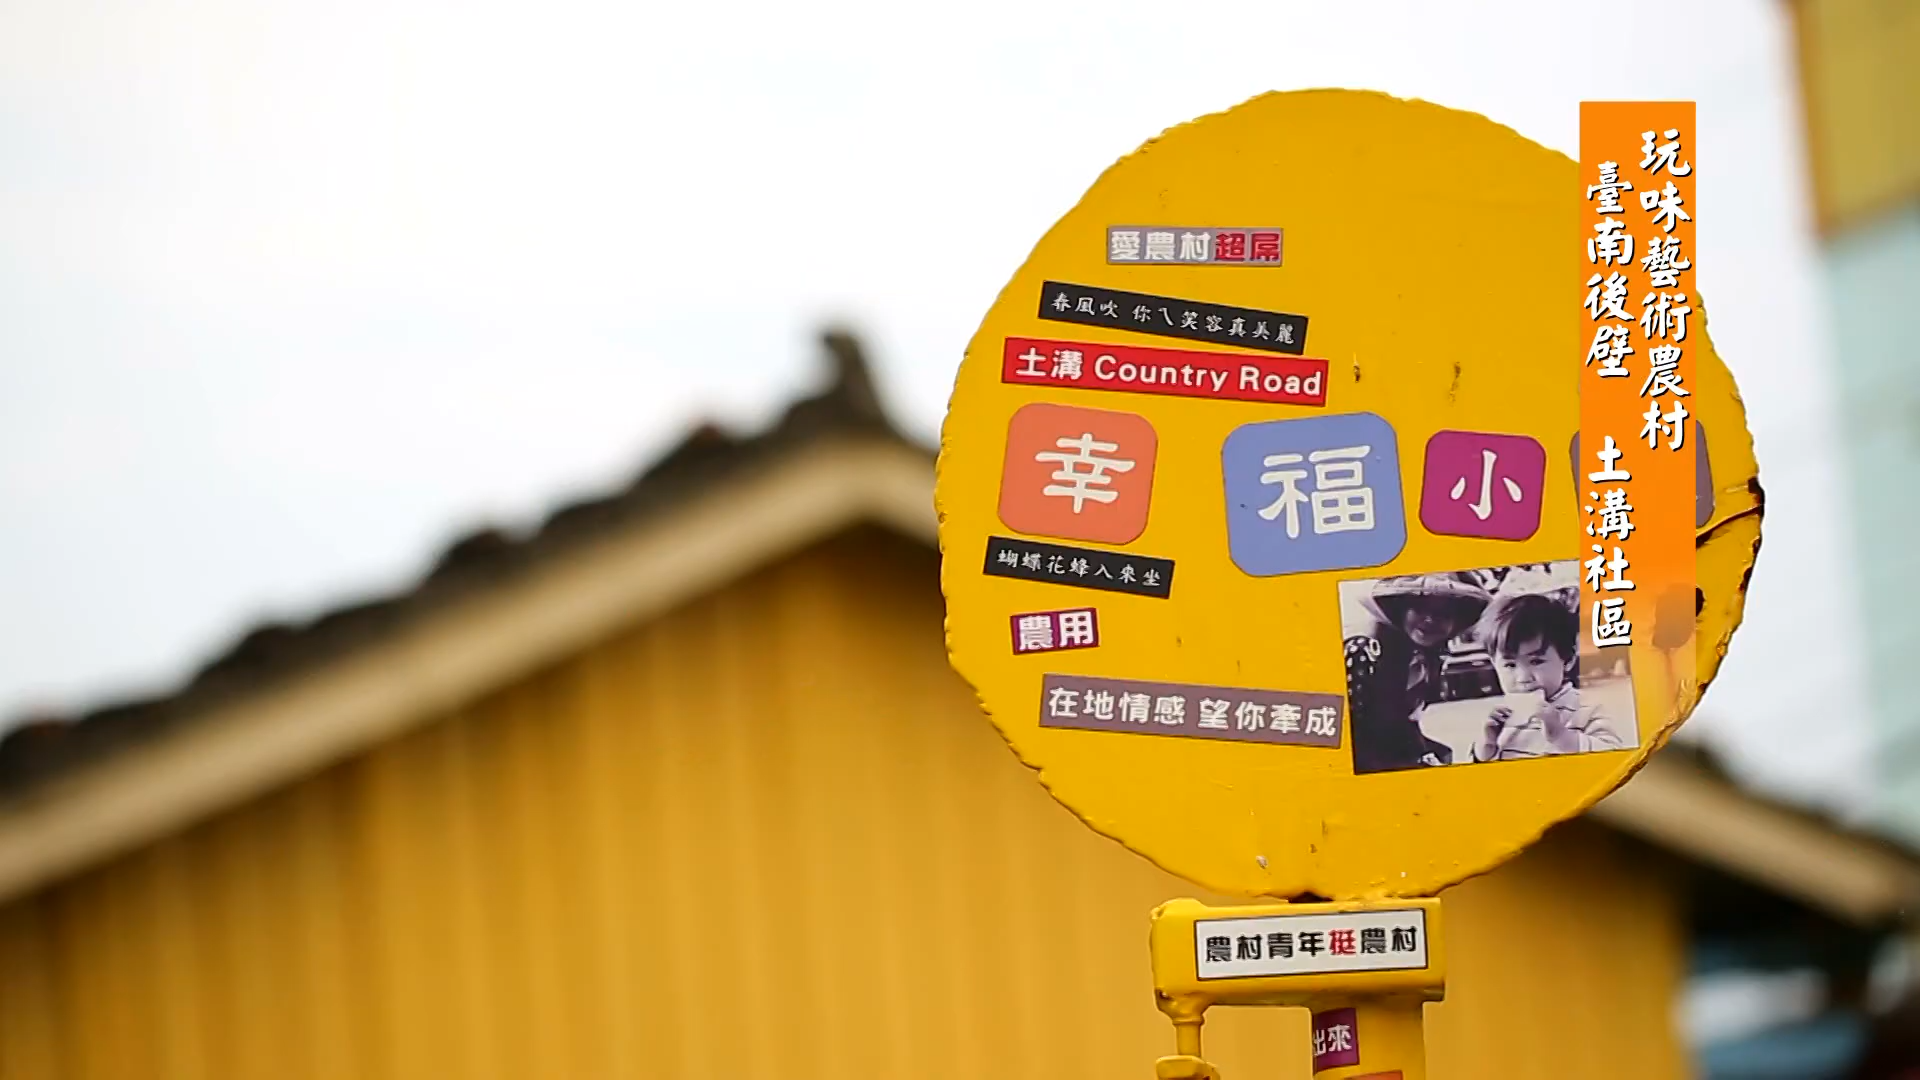 玩味藝術農村
臺南後壁 土溝社區
愛農村超屌
春風吹 你ㄟ笑容真美麗
土溝 Country Road
幸福小
蝴蝶花蜂入來坐
農用
在地情感 望你牽成
農村青年挺農村
出來